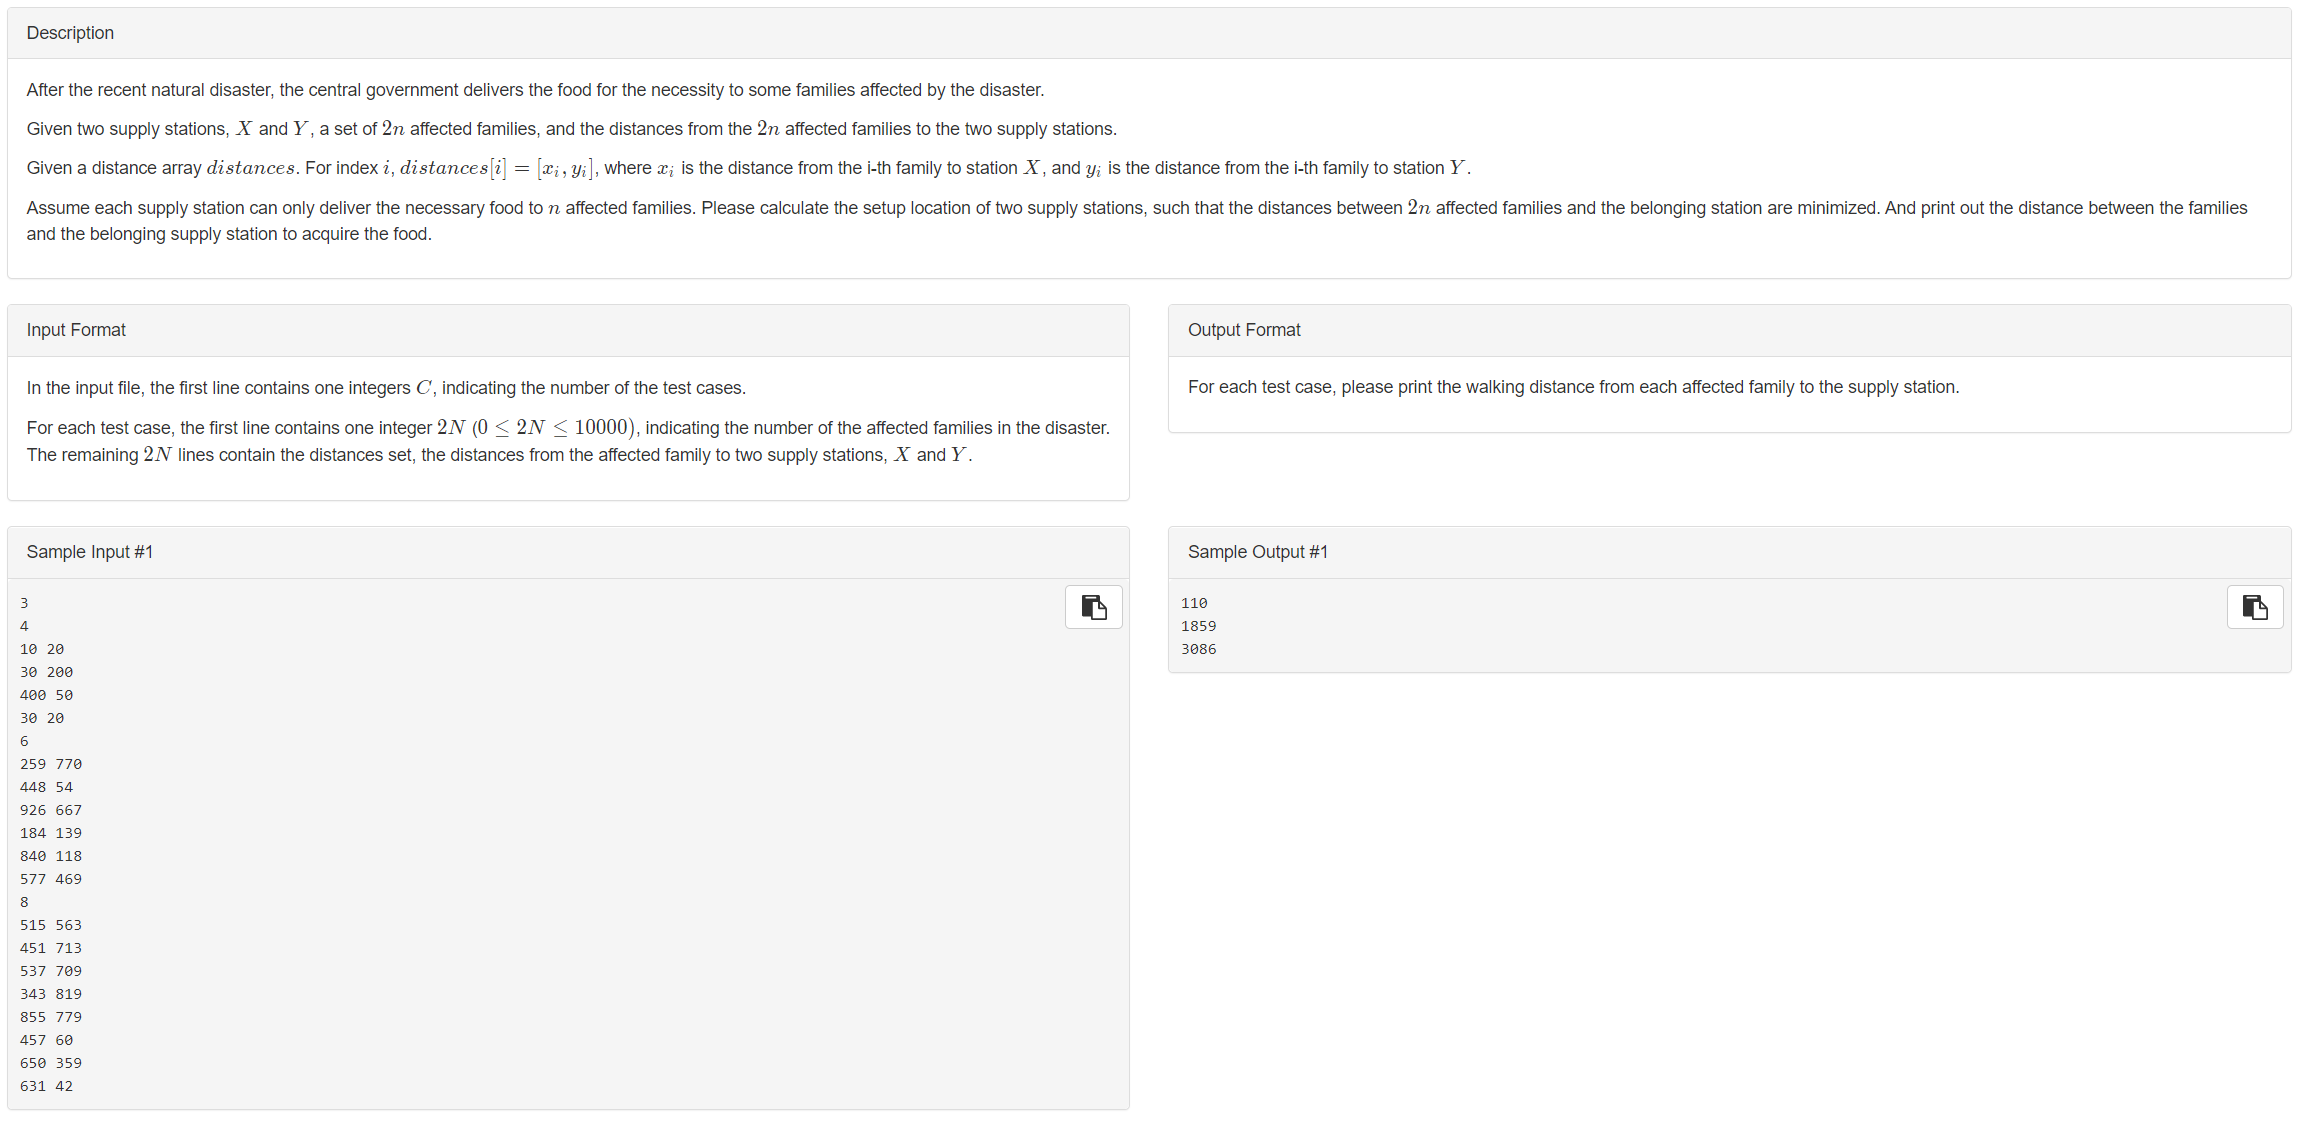 Description
After the recent natural disaster, the central government delivers the food for the necessity to some families affected by the disaster.
Given two supply stations, X and Y, a set of 2n affected families, and the distances from the 2n affected families to the two supply stations.
Given a distance array distances. For index i, distances[i] = [x_i, y_i], where x_i is the distance from the i-th family to station X, and y_i is the distance from the i-th family to station Y.
Assume each supply station can only deliver the necessary food to n affected families. Please calculate the setup location of two supply stations, such that the distances between 2n affected families and the belonging station are minimized. And print out the distance between the families
and the belonging supply station to acquire the food.
Input Format
In the input file, the first line contains one integers C, indicating the number of the test cases.
For each test case, the first line contains one integer 2N (0 ≤ 2N ≤ 10000), indicating the number of the affected families in the disaster.
The remaining 2N lines contain the distances set, the distances from the affected family to two supply stations, X and Y.
Output Format
For each test case, please print the walking distance from each affected family to the supply station.
Sample Input #1
3
4
10 20
30 200
400 50
30 20
6
259 770
448 54
926 667
184 139
840 118
577 469
8
515 563
451 713
537 709
343 819
855 779
457 60
650 359
631 42
Sample Output #1
110
1859
3086